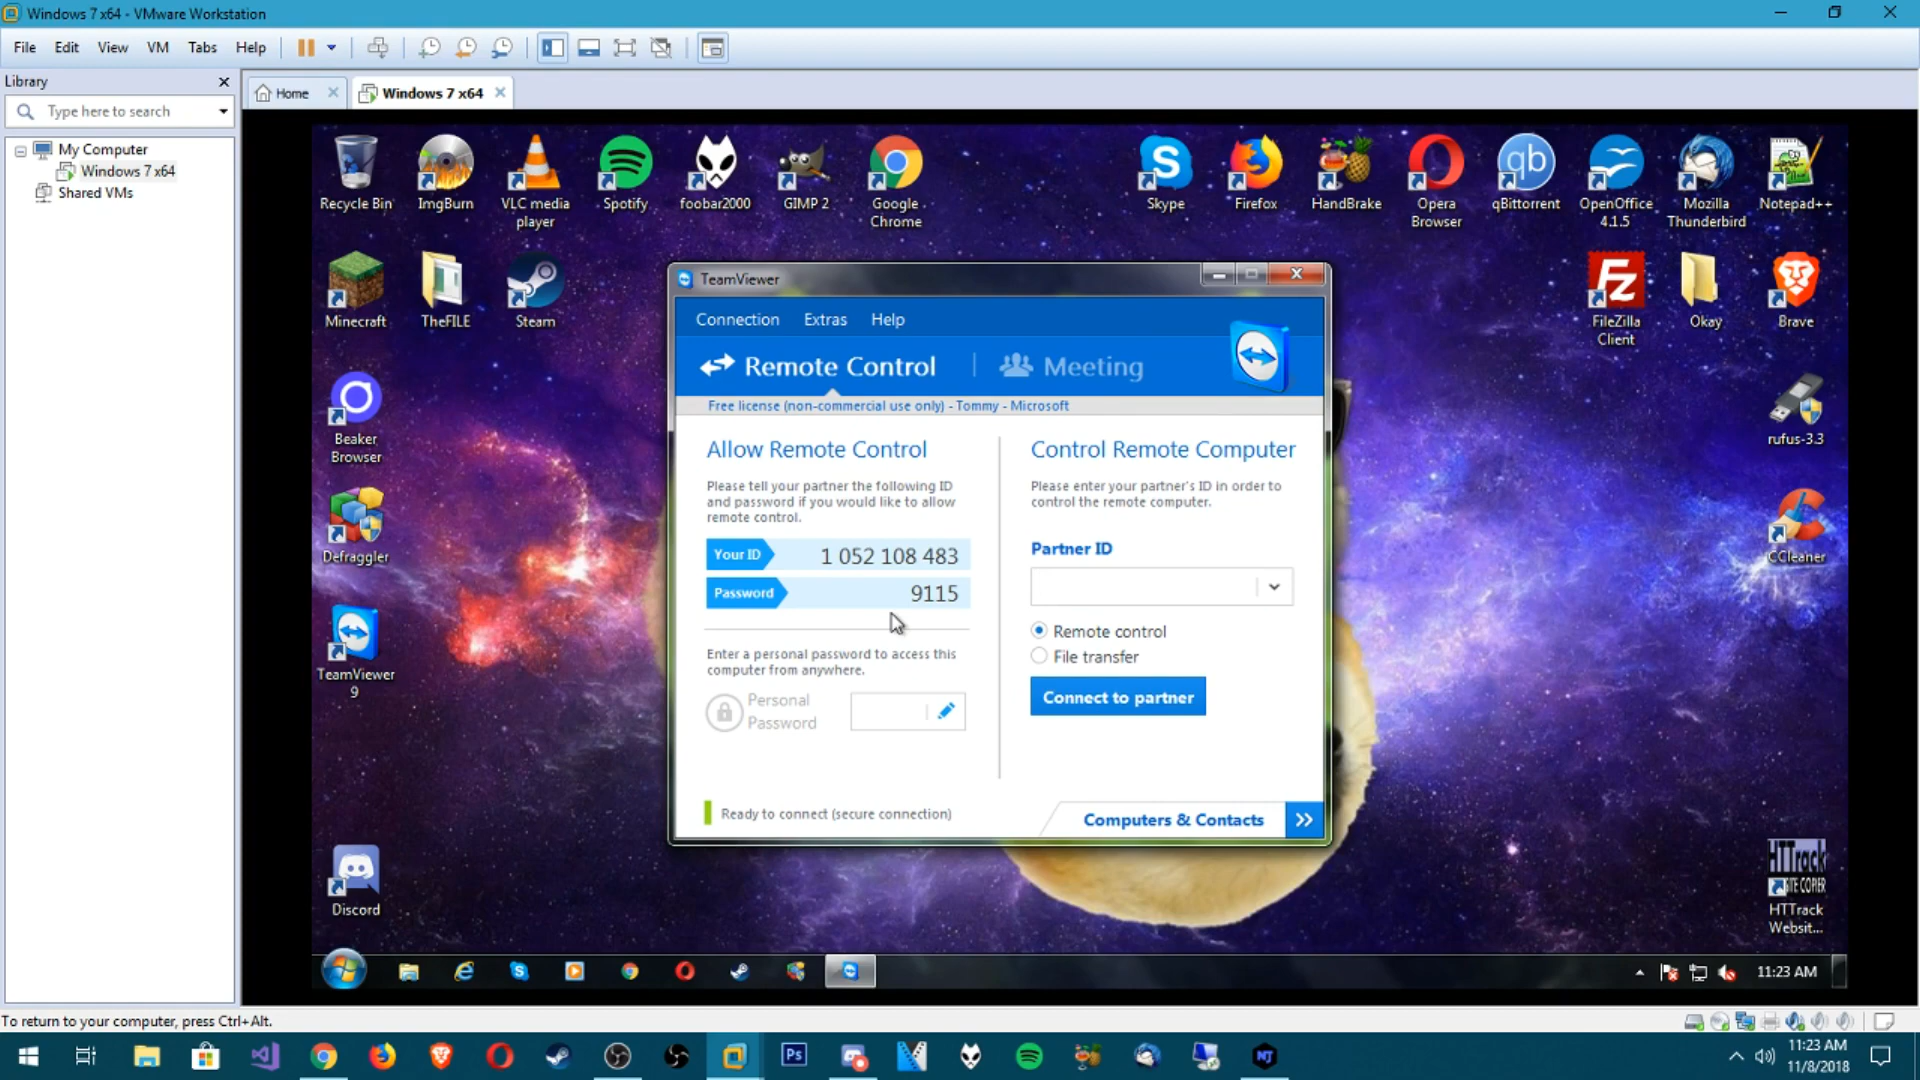 Windows 7 x64 - VMware Workstation
File Edit View VM Tabs Help
Library
Home
Windows 7 x64
Type here to search
My Computer
Windows 7 x64
Shared VMs
Recycle Bin
ImgBurn
VLC media player
Spotify
foobar2000
GIMP 2
Google Chrome
Skype
Firefox
HandBrake
Opera Browser
qBittorrent
OpenOffice 4.1.5
Mozilla Thunderbird
Notepad++
Minecraft
TheFILE
Steam
FileZilla Client
Okay
Brave
Beaker Browser
rufus-3.3
Defraggler
CCleaner
TeamViewer 9
Discord
HTTrack
SITE COPIER
HTTrack Websit...
TeamViewer
Connection Extras Help
Remote Control
Meeting
Free license (non-commercial use only) - Tommy - Microsoft
Allow Remote Control
Please tell your partner the following ID
and password if you would like to allow
remote control.
Your ID 1 052 108 483
Password 9115
Enter a personal password to access this
computer from anywhere.
Personal
Password
Control Remote Computer
Please enter your partner's ID in order to
control the remote computer.
Partner ID
Remote control
File transfer
Connect to partner
Ready to connect (secure connection)
Computers & Contacts
11:23 AM
To return to your computer, press Ctrl+Alt.
11:23 AM
11/8/2018